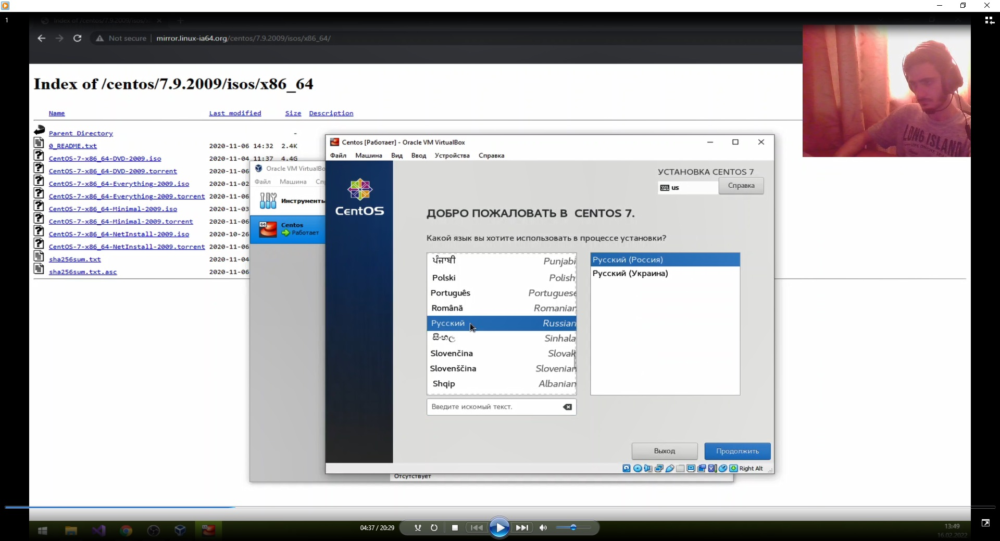 1
Index of /centos/7.9.2009/isos/x
Not secure | mirror.linux-ia64.org/centos/7.9.2009/isos/x86_64/
Index of /centos/7.9.2009/isos/x86_64
Name Last modified Size Description
Parent Directory -
0_README.txt 2020-11-06 14:32 2.4K
CentOS-7-x86_64-DVD-2009.iso 2020-11-04 11:37 4.4G
CentOS-7-x86_64-DVD-2009.torrent 2020-11-06
CentOS-7-x86_64-Everything-2009.iso 2020-11-02
CentOS-7-x86_64-Everything-2009.torrent 2020-11-06
CentOS-7-x86_64-Minimal-2009.iso 2020-11-03
CentOS-7-x86_64-Minimal-2009.torrent 2020-11-06
CentOS-7-x86_64-NetInstall-2009.iso 2020-10-26
CentOS-7-x86_64-NetInstall-2009.torrent 2020-11-06
sha256sum.txt 2020-11-04
sha256sum.txt.asc 2020-11-06
Oracle VM VirtualBo
Файл Машина Спр
Инструменты
64
Centos
Работает
Отсутствует
Centos [Работает] - Oracle VM VirtualBox
Файл Машина Вид Ввод Устройства Справка
CentOS
УСТАНОВКА CENTOS 7
us
Справка
ДОБРО ПОЖАЛОВАТЬ В CENTOS 7.
Какой язык вы хотите использовать в процессе установки?
ਪੰਜਾਬੀ Punjabi
Polski Polish
Português Portuguese
Română Romanian
Русский Russian
සිංහල Sinhala
Slovenčina Slovak
Slovenščina Slovenian
Shqip Albanian
Введите искомый текст.
Русский (Россия)
Русский (Украина)
Выход
Продолжить
Right Alt
LONG ISLAND
04:37 / 20:29
13:49
16.02.2022